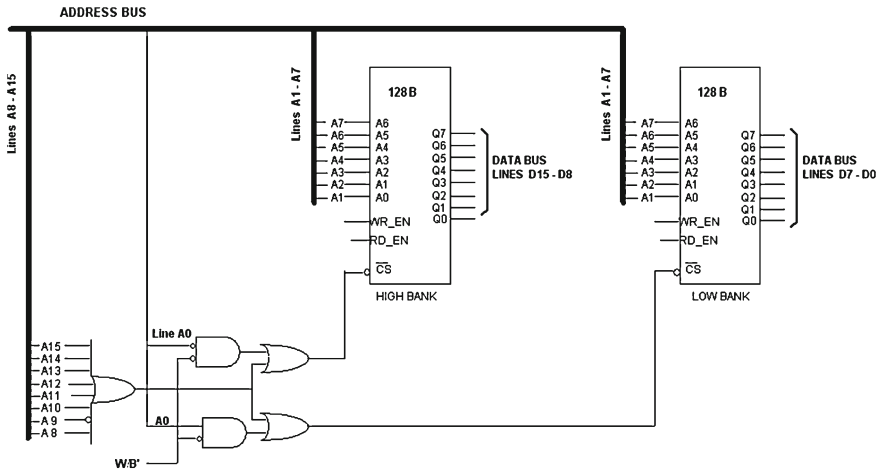 ADDRESS BUS
Lines A8 - A15
Lines A1 - A7
128 B
A7 A6
A6 A5
A5 A4
A4 A3
A3 A2
A2 A1
A1 A0
WR_EN
RD_EN
CS
Q7
Q6
Q5
Q4
Q3
Q2
Q1
Q0
DATA BUS
LINES D15 - D8
HIGH BANK
Lines A1 - A7
128 B
A7 A6
A6 A5
A5 A4
A4 A3
A3 A2
A2 A1
A1 A0
WR_EN
RD_EN
CS
Q7
Q6
Q5
Q4
Q3
Q2
Q1
Q0
DATA BUS
LINES D7 - D0
LOW BANK
Line A0
A15
A14
A13
A12
A11
A10
A 9
A 8
A0
W/B'